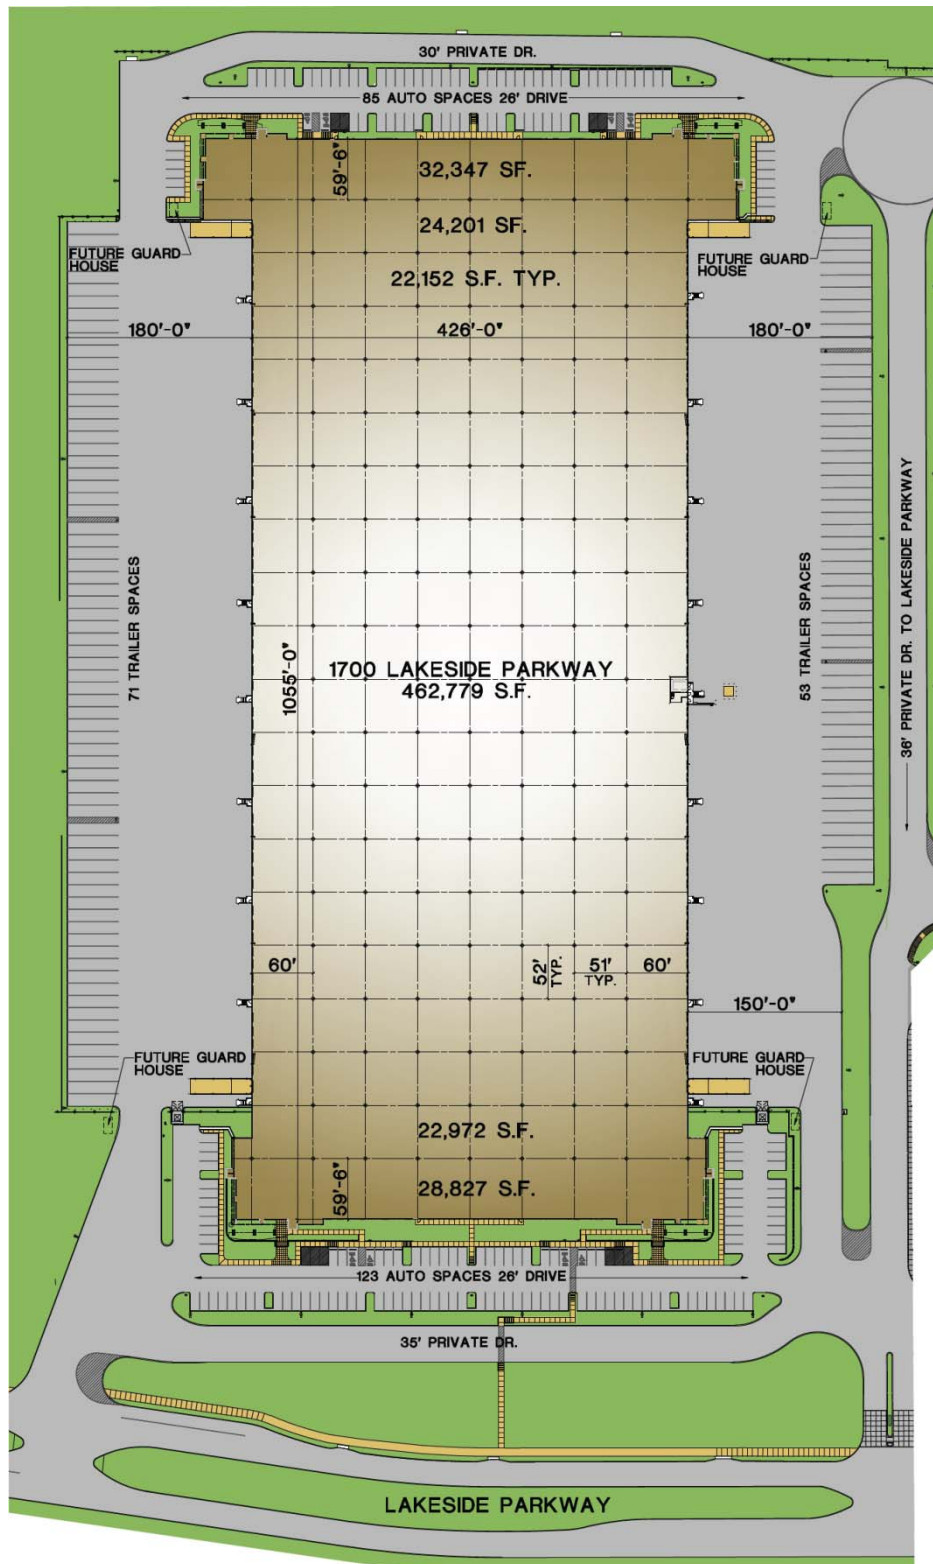 30' PRIVATE DR.
85 AUTO SPACES 26' DRIVE
59'-6"
32,347 SF.
24,201 SF.
FUTURE GUARD
HOUSE
FUTURE GUARD
HOUSE
22,152 S.F. TYP.
180'-0"
426'-0"
180'-0"
71 TRAILER SPACES
1055'-0"
1700 LAKESIDE PARKWAY
462,779 S.F.
53 TRAILER SPACES
36' PRIVATE DR. TO LAKESIDE PARKWAY
60'
52'
TYP.
51'
TYP.
60'
150'-0"
FUTURE GUARD
HOUSE
FUTURE GUARD
HOUSE
22,972 S.F.
59'-6"
28,827 S.F.
123 AUTO SPACES 26' DRIVE
35' PRIVATE DR.
LAKESIDE PARKWAY